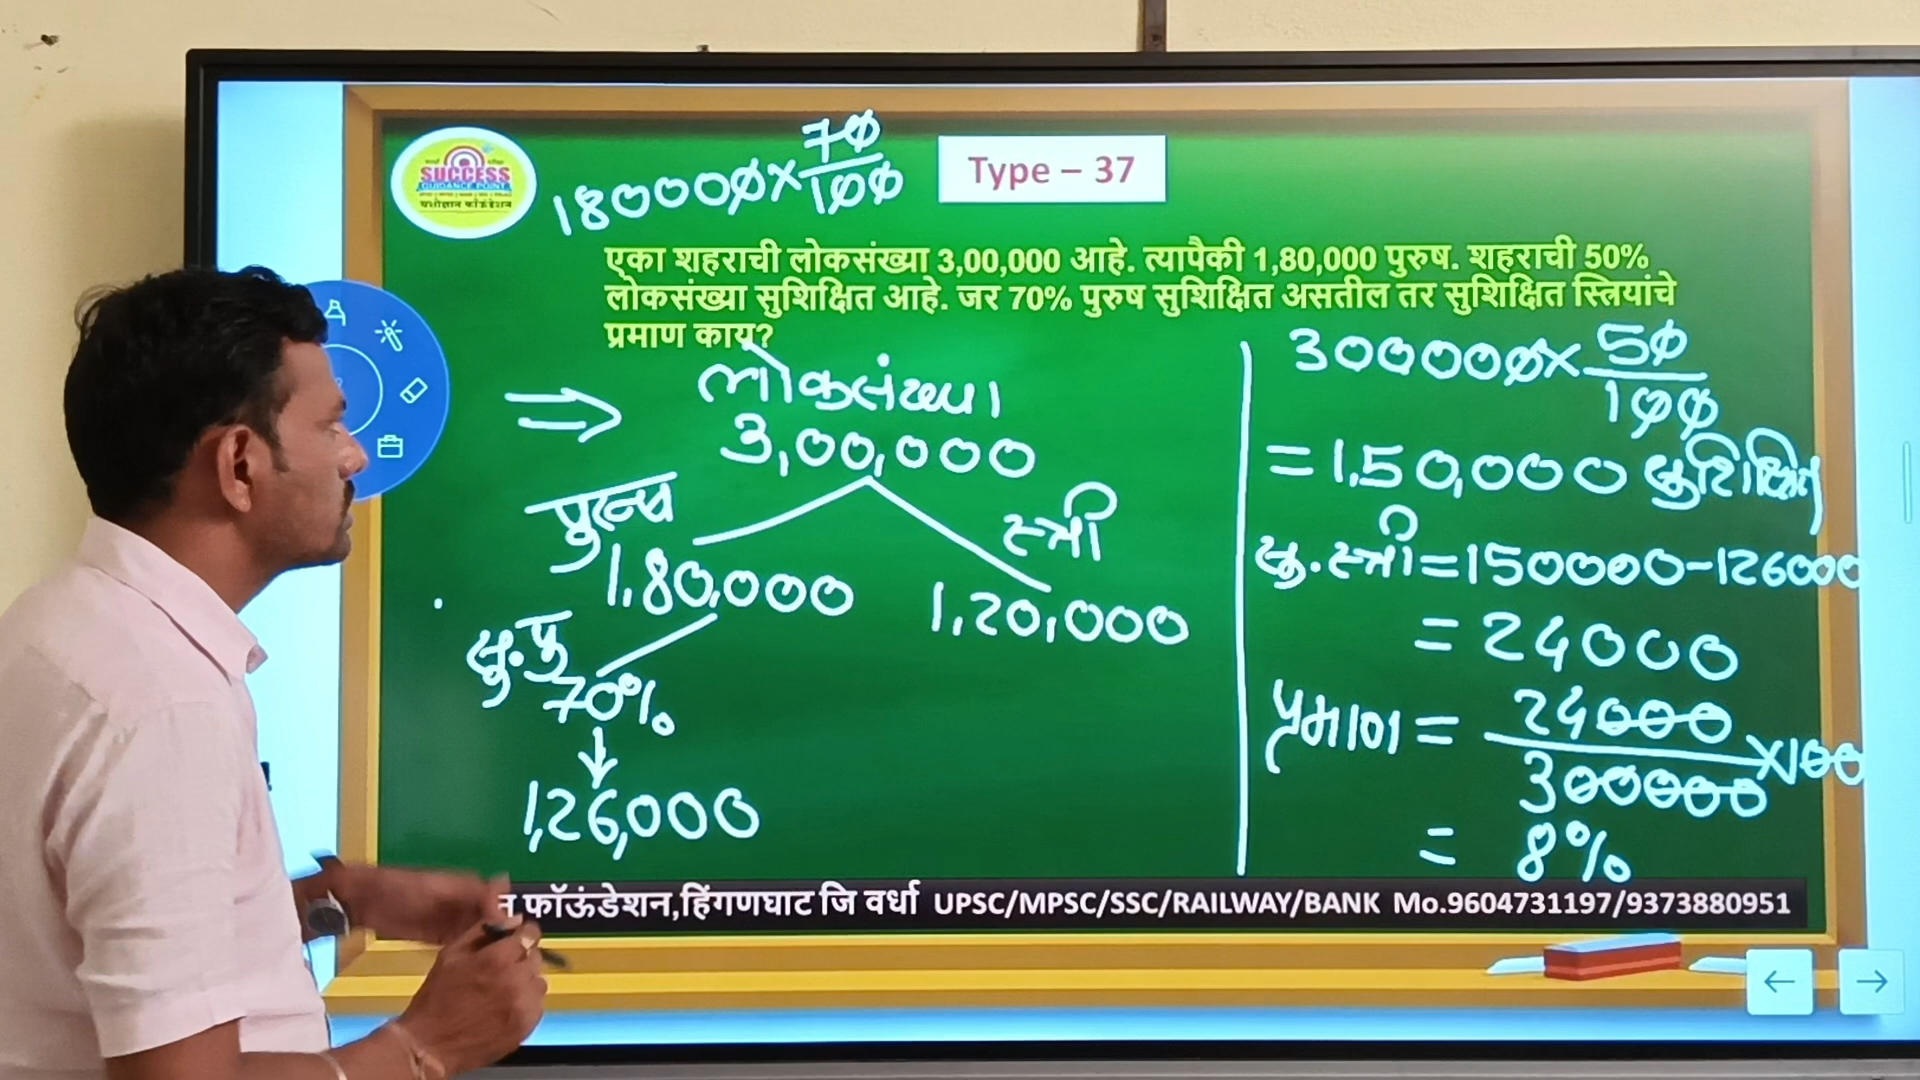 SUCCESS
GUIDANCE POINT
यशोज्ञान फाऊंडेशन
180000×70/100
Type – 37
एका शहराची लोकसंख्या 3,00,000 आहे. त्यापैकी 1,80,000 पुरुष. शहराची 50%
लोकसंख्या सुशिक्षित आहे. जर 70% पुरुष सुशिक्षित असतील तर सुशिक्षित स्त्रियांचे
प्रमाण काय?
⇒ लोकसंख्या
3,00,000
पुरुष
1,80,000
स्त्री
1,20,000
सु.पु
70%
↓
1,26,000
300000×50/100
=1,50,000 सुशिक्षित
सु.स्त्री=150000-126000
=24000
प्रमाण = 24000/300000×100
= 8%
न फॉऊंडेशन,हिंगणघाट जि वर्धा UPSC/MPSC/SSC/RAILWAY/BANK Mo.9604731197/9373880951